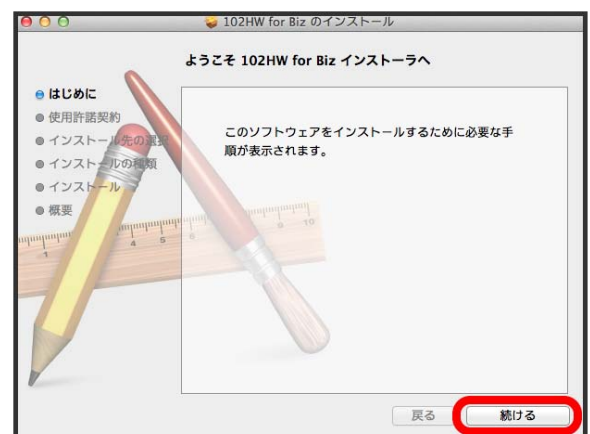 102HW for Biz のインストール
ようこそ 102HW for Biz インストーラへ
はじめに
使用許諾契約
インストール先の選択
インストールの種類
インストール
概要
このソフトウェアをインストールするために必要な手
順が表示されます。
1 4 5 9 10
戻る
続ける